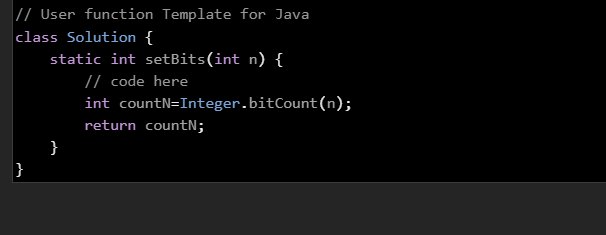 // User function Template for Java
class Solution {
    static int setBits(int n) {
        // code here
        int countN=Integer.bitCount(n);
        return countN;
    }
}